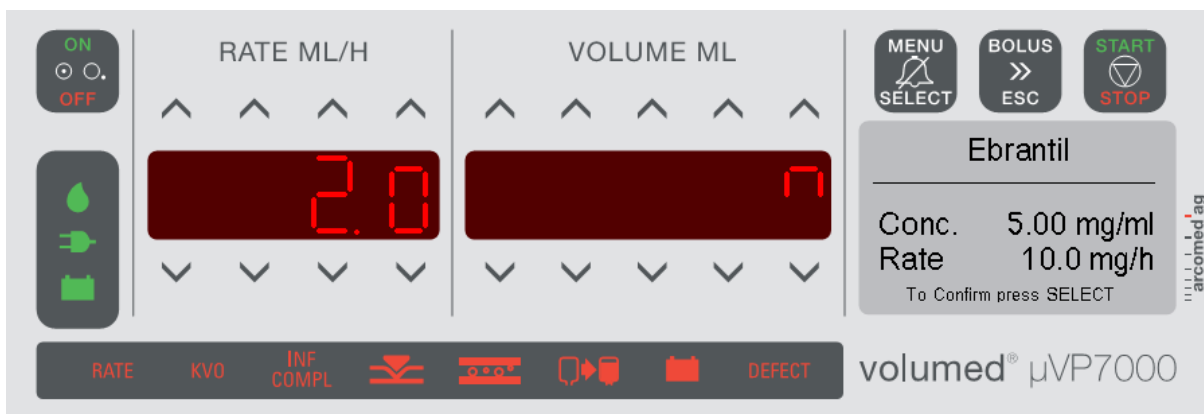 ON
OFF
RATE ML/H
VOLUME ML
MENU
SELECT
BOLUS
ESC
START
STOP
2.0
n
Ebrantil
Conc. 5.00 mg/ml
Rate 10.0 mg/h
To Confirm press SELECT
arcomed ag
RATE
KVO
INF
COMPL
DEFECT
volumed® µVP7000